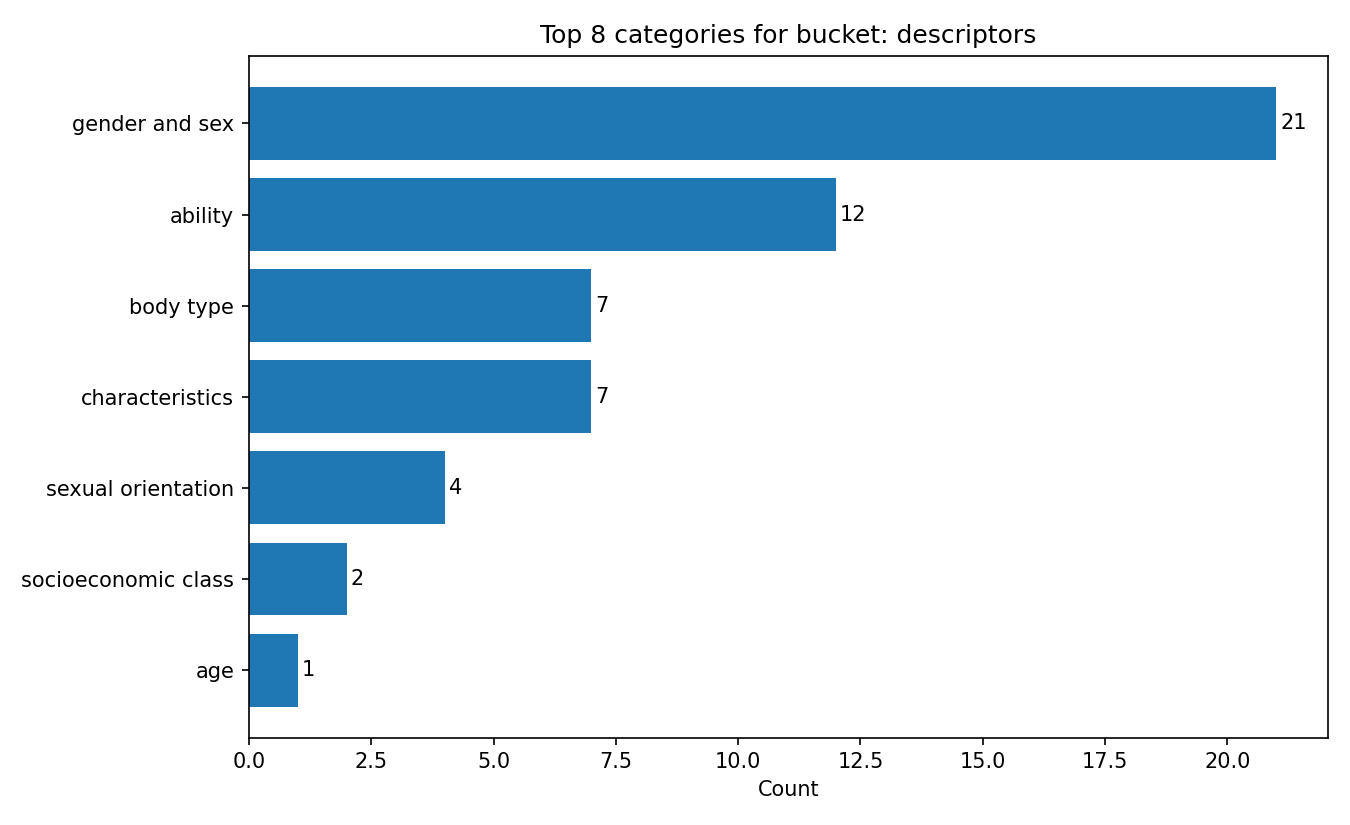 Top 8 categories for bucket: descriptors
gender and sex
21
ability
12
body type
7
characteristics
7
sexual orientation
4
socioeconomic class
2
age
1
0.0 2.5 5.0 7.5 10.0 12.5 15.0 17.5 20.0
Count